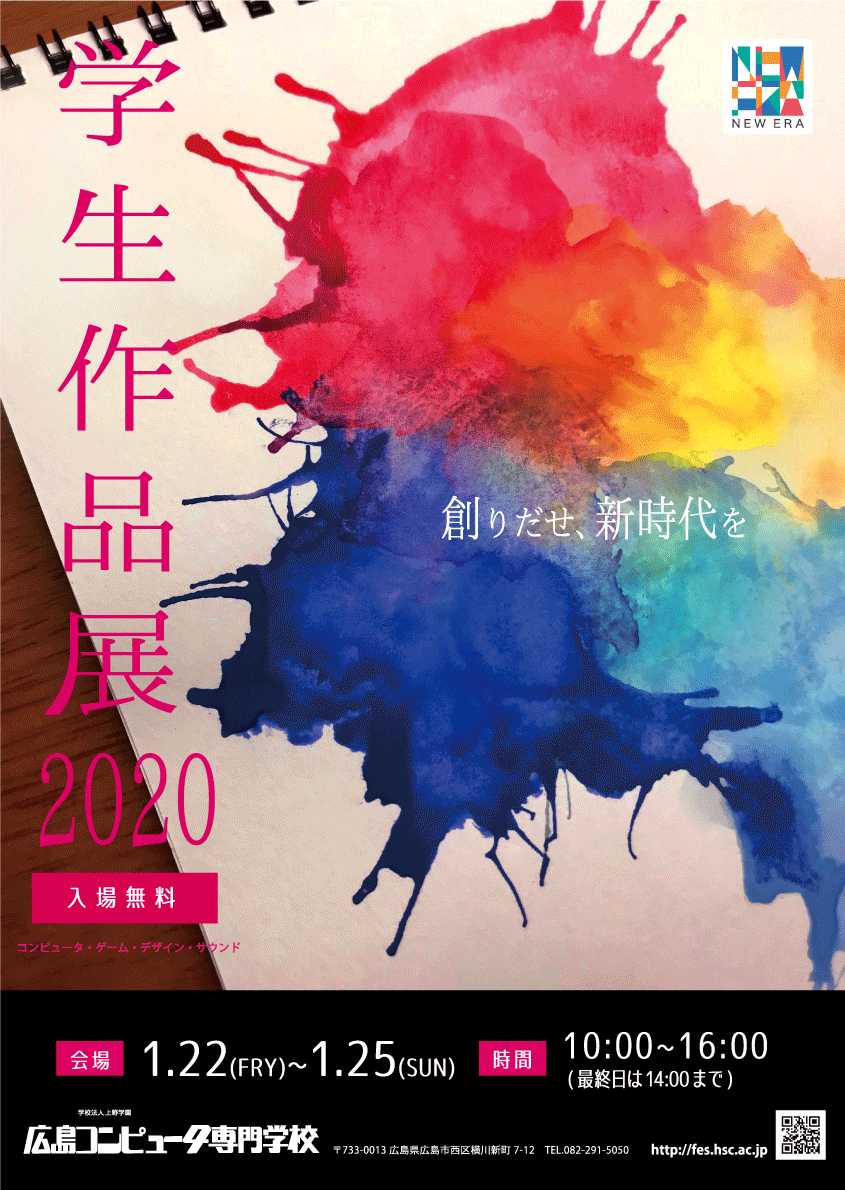 学生作品展
2020
入場無料
コンピュータ・ゲーム・デザイン・サウンド
NEW
ERA
NEW ERA
創りだせ、新時代を
会場
1.22(FRY)~1.25(SUN)
時間
10:00~16:00
(最終日は14:00まで)
学校法人上野学園
広島コンピュータ専門学校
〒733-0013 広島県広島市西区横川新町 7-12 TEL.082-291-5050
http://fes.hsc.ac.jp